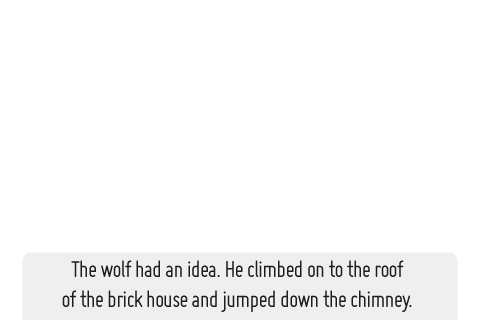 The wolf had an idea. He climbed on to the roof
of the brick house and jumped down the chimney.